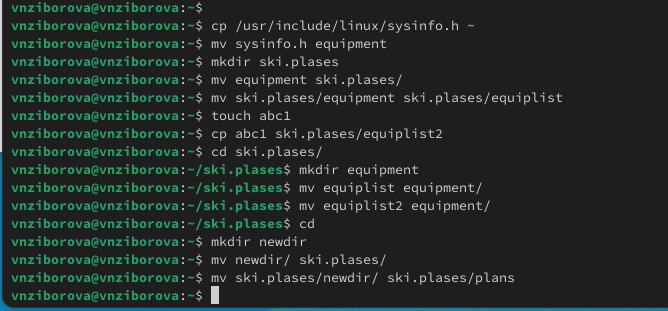 vnziborova@vnziborova:~$
vnziborova@vnziborova:~$ cp /usr/include/linux/sysinfo.h ~
vnziborova@vnziborova:~$ mv sysinfo.h equipment
vnziborova@vnziborova:~$ mkdir ski.plases
vnziborova@vnziborova:~$ mv equipment ski.plases/
vnziborova@vnziborova:~$ mv ski.plases/equipment ski.plases/equiplist
vnziborova@vnziborova:~$ touch abc1
vnziborova@vnziborova:~$ cp abc1 ski.plases/equiplist2
vnziborova@vnziborova:~$ cd ski.plases/
vnziborova@vnziborova:~/ski.plases$ mkdir equipment
vnziborova@vnziborova:~/ski.plases$ mv equiplist equipment/
vnziborova@vnziborova:~/ski.plases$ mv equiplist2 equipment/
vnziborova@vnziborova:~/ski.plases$ cd
vnziborova@vnziborova:~$ mkdir newdir
vnziborova@vnziborova:~$ mv newdir/ ski.plases/
vnziborova@vnziborova:~$ mv ski.plases/newdir/ ski.plases/plans
vnziborova@vnziborova:~$